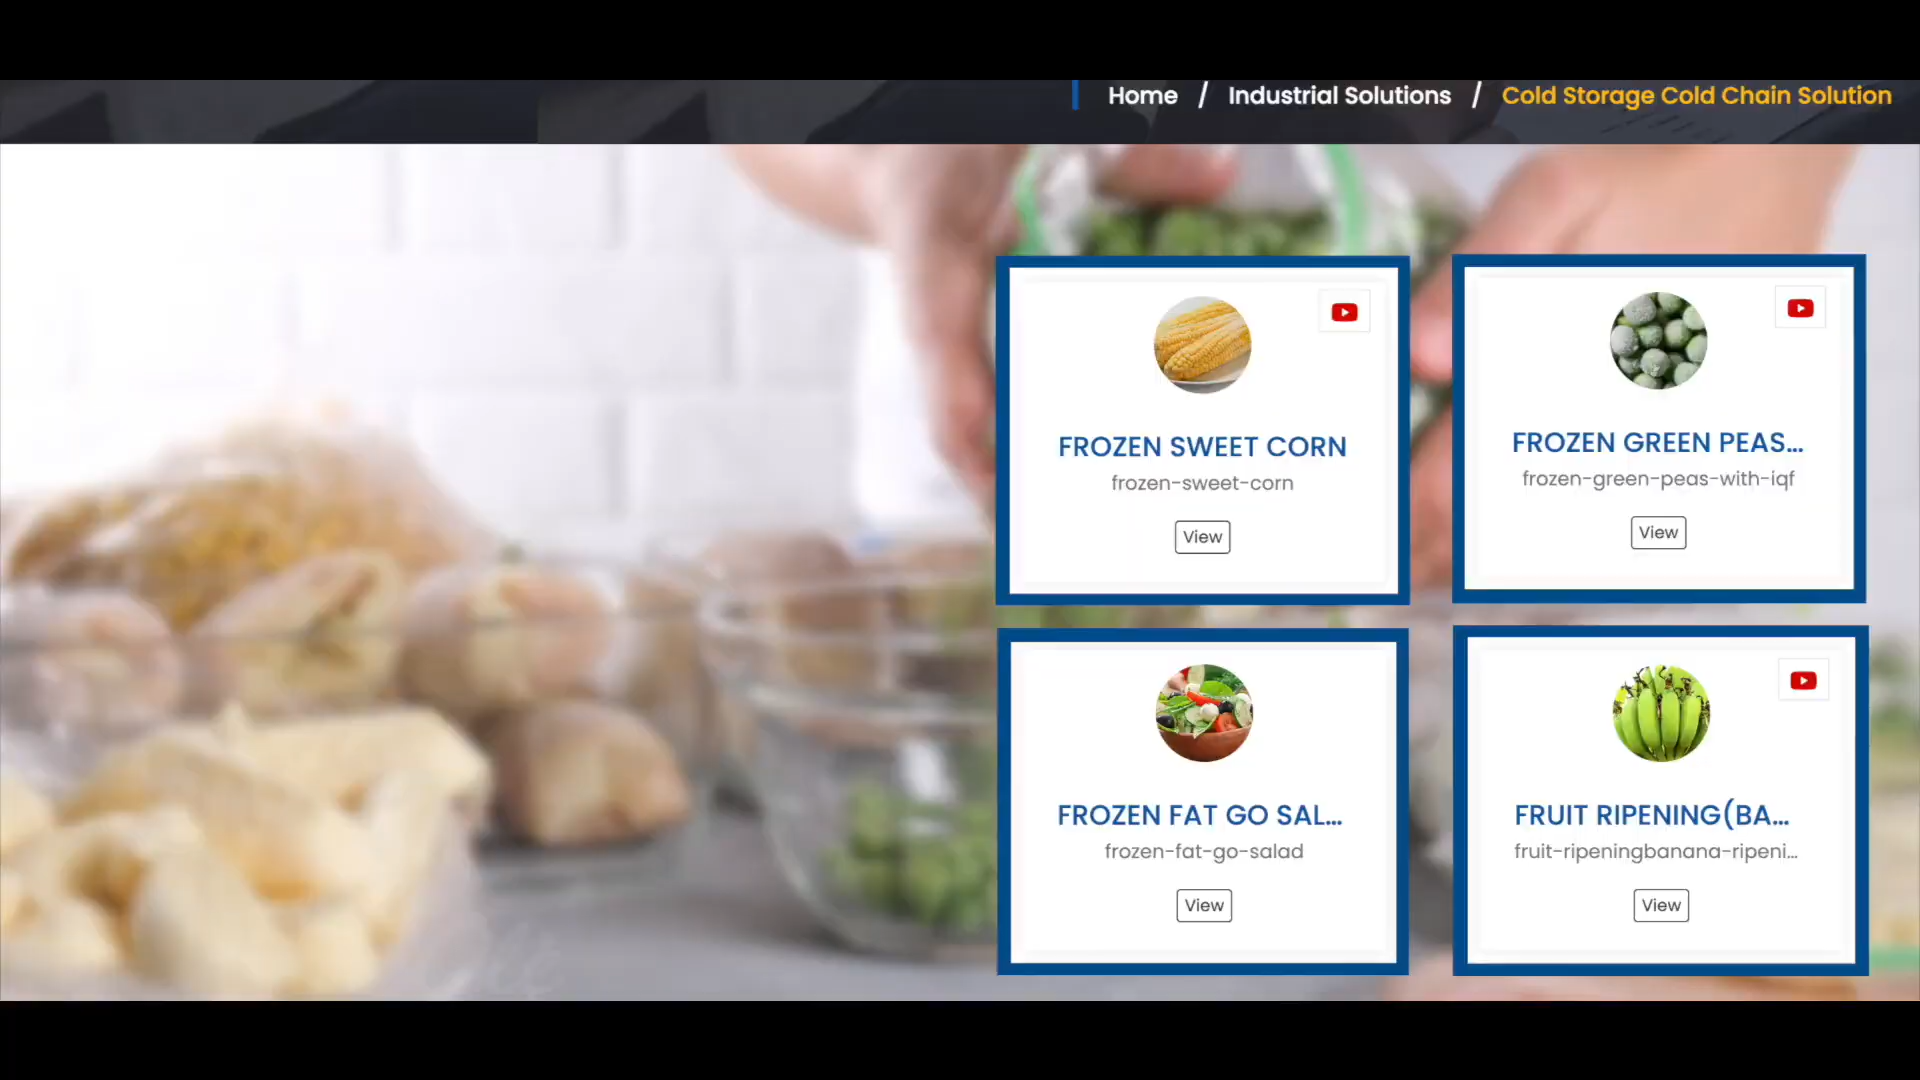 Home / Industrial Solutions / Cold Storage Cold Chain Solution
FROZEN SWEET CORN
frozen-sweet-corn
View
FROZEN GREEN PEAS...
frozen-green-peas-with-iqf
View
FROZEN FAT GO SAL...
frozen-fat-go-salad
View
FRUIT RIPENING(BA...
fruit-ripeningbanana-ripeni...
View